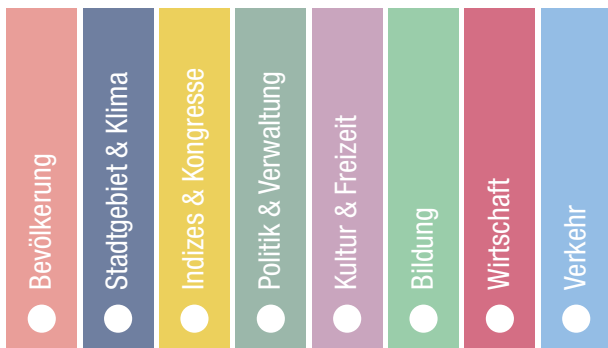 Bevölkerung
Stadtgebiet & Klima
Indizes & Kongresse
Politik & Verwaltung
Kultur & Freizeit
Bildung
Wirtschaft
Verkehr